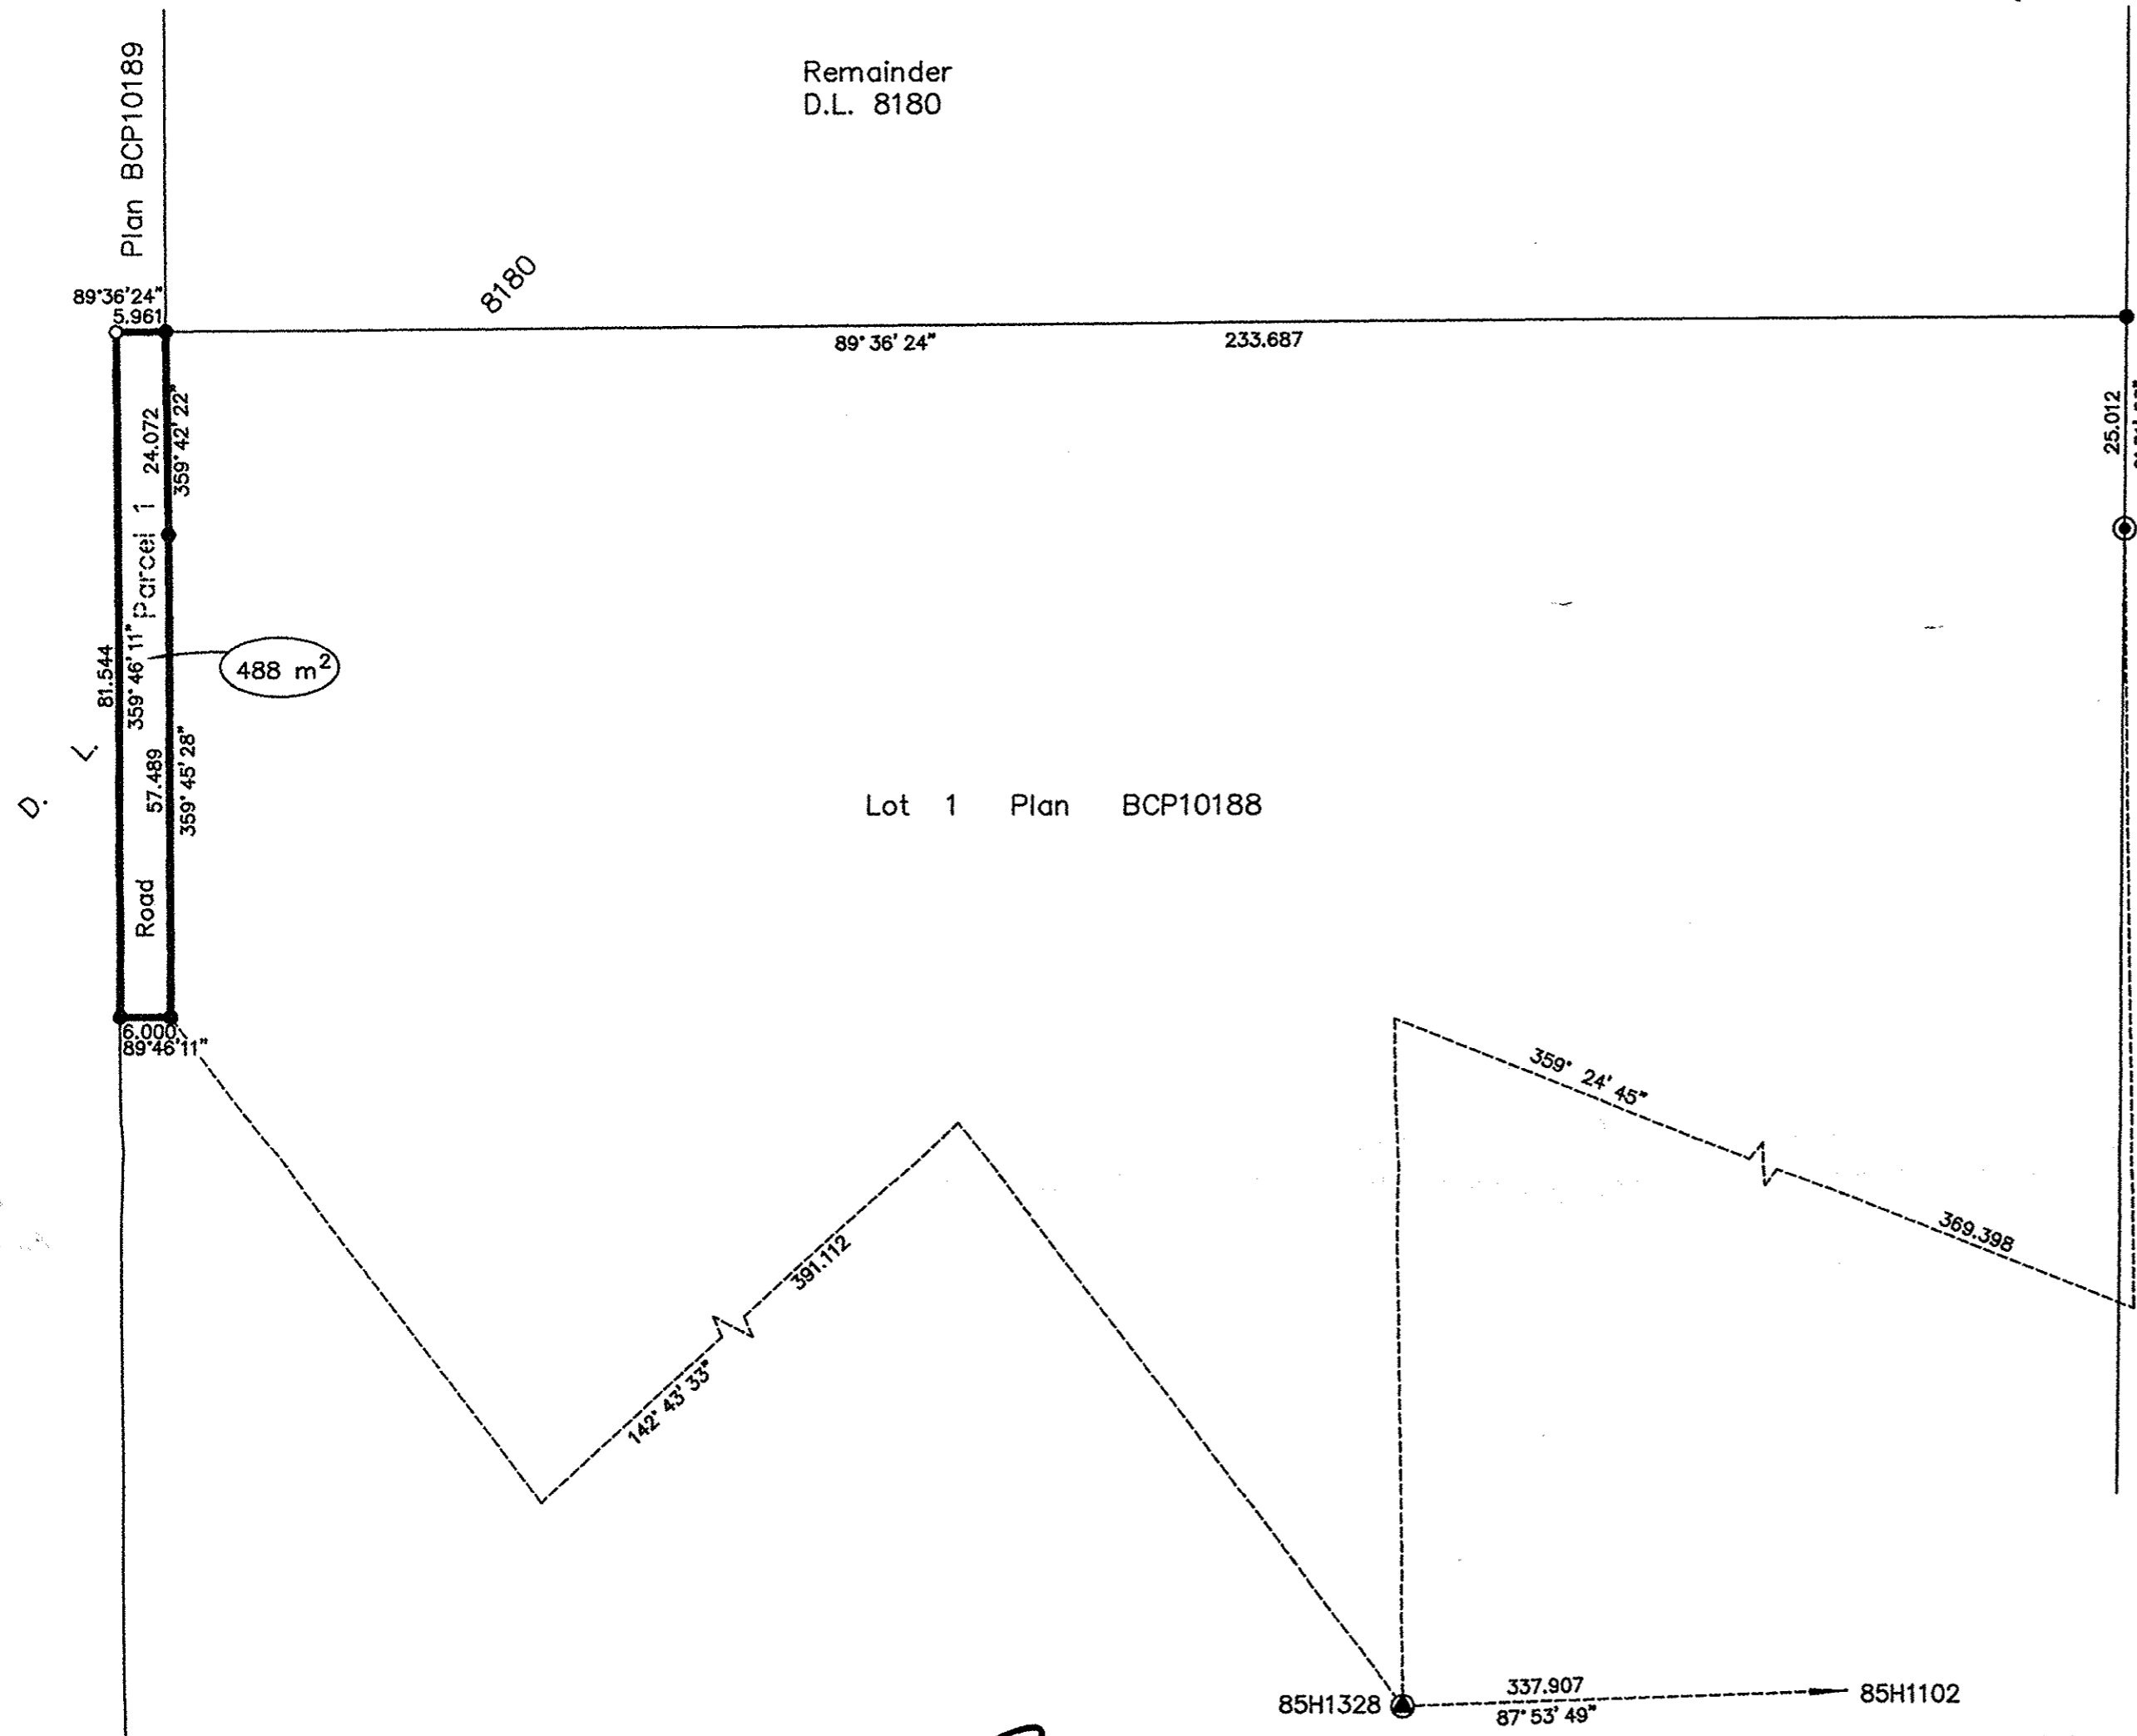 Plan BCP10189
Remainder
D.L. 8180
8180
89°36'24"
5.961
89° 36' 24"
233.687
24.072
359° 42' 22"
25.012
Parcel 1
81.544
359° 46' 11"
488 m²
57.489
359° 45' 28"
D. L.
Lot 1 Plan BCP10188
Road
6.000
89°46'11"
359° 24' 45"
369.398
391.112
142° 43' 33"
85H1328
337.907
87° 53' 49"
85H1102